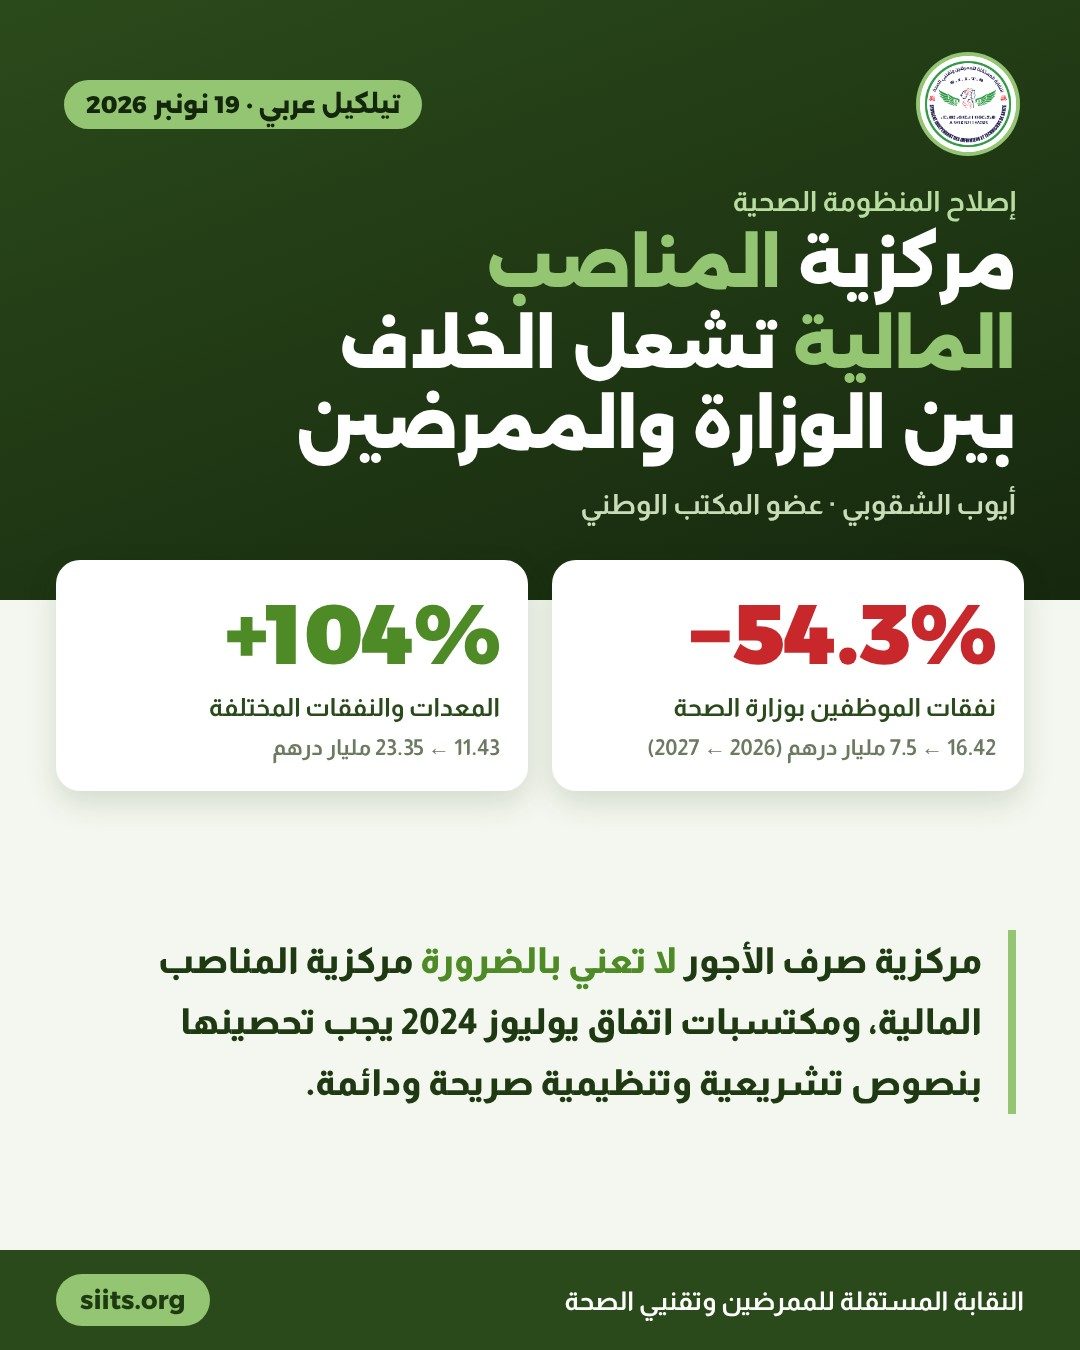 تيلكيل عربي · 19 نونبر 2026
إصلاح المنظومة الصحية
مركزية المناصب
المالية تشعل الخلاف
بين الوزارة والممرضين
أيوب الشقوبي · عضو المكتب الوطني
−54.3%
نفقات الموظفين بوزارة الصحة
16.42 ← 7.5 مليار درهم (2026 ← 2027)
+104%
المعدات والنفقات المختلفة
11.43 ← 23.35 مليار درهم
مركزية صرف الأجور لا تعني بالضرورة مركزية المناصب
المالية، ومكتسبات اتفاق يوليوز 2024 يجب تحصينها
بنصوص تشريعية وتنظيمية صريحة ودائمة.
النقابة المستقلة للممرضين وتقنيي الصحة
siits.org